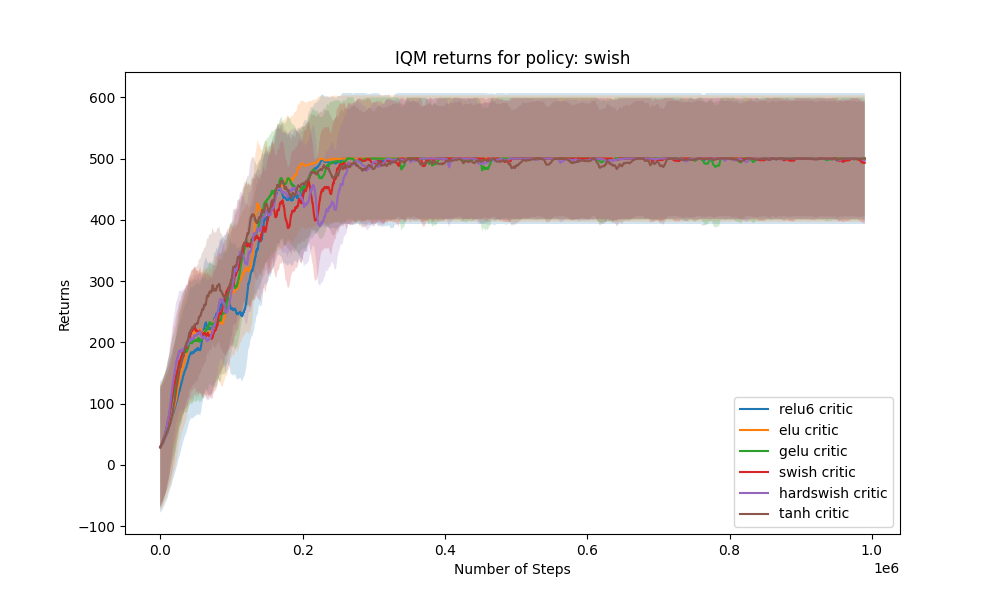 IQM returns for policy: swish
Returns
600
500
400
300
200
100
0
−100
0.0
0.2
0.4
0.6
0.8
1.0
1e6
Number of Steps
relu6 critic
elu critic
gelu critic
swish critic
hardswish critic
tanh critic